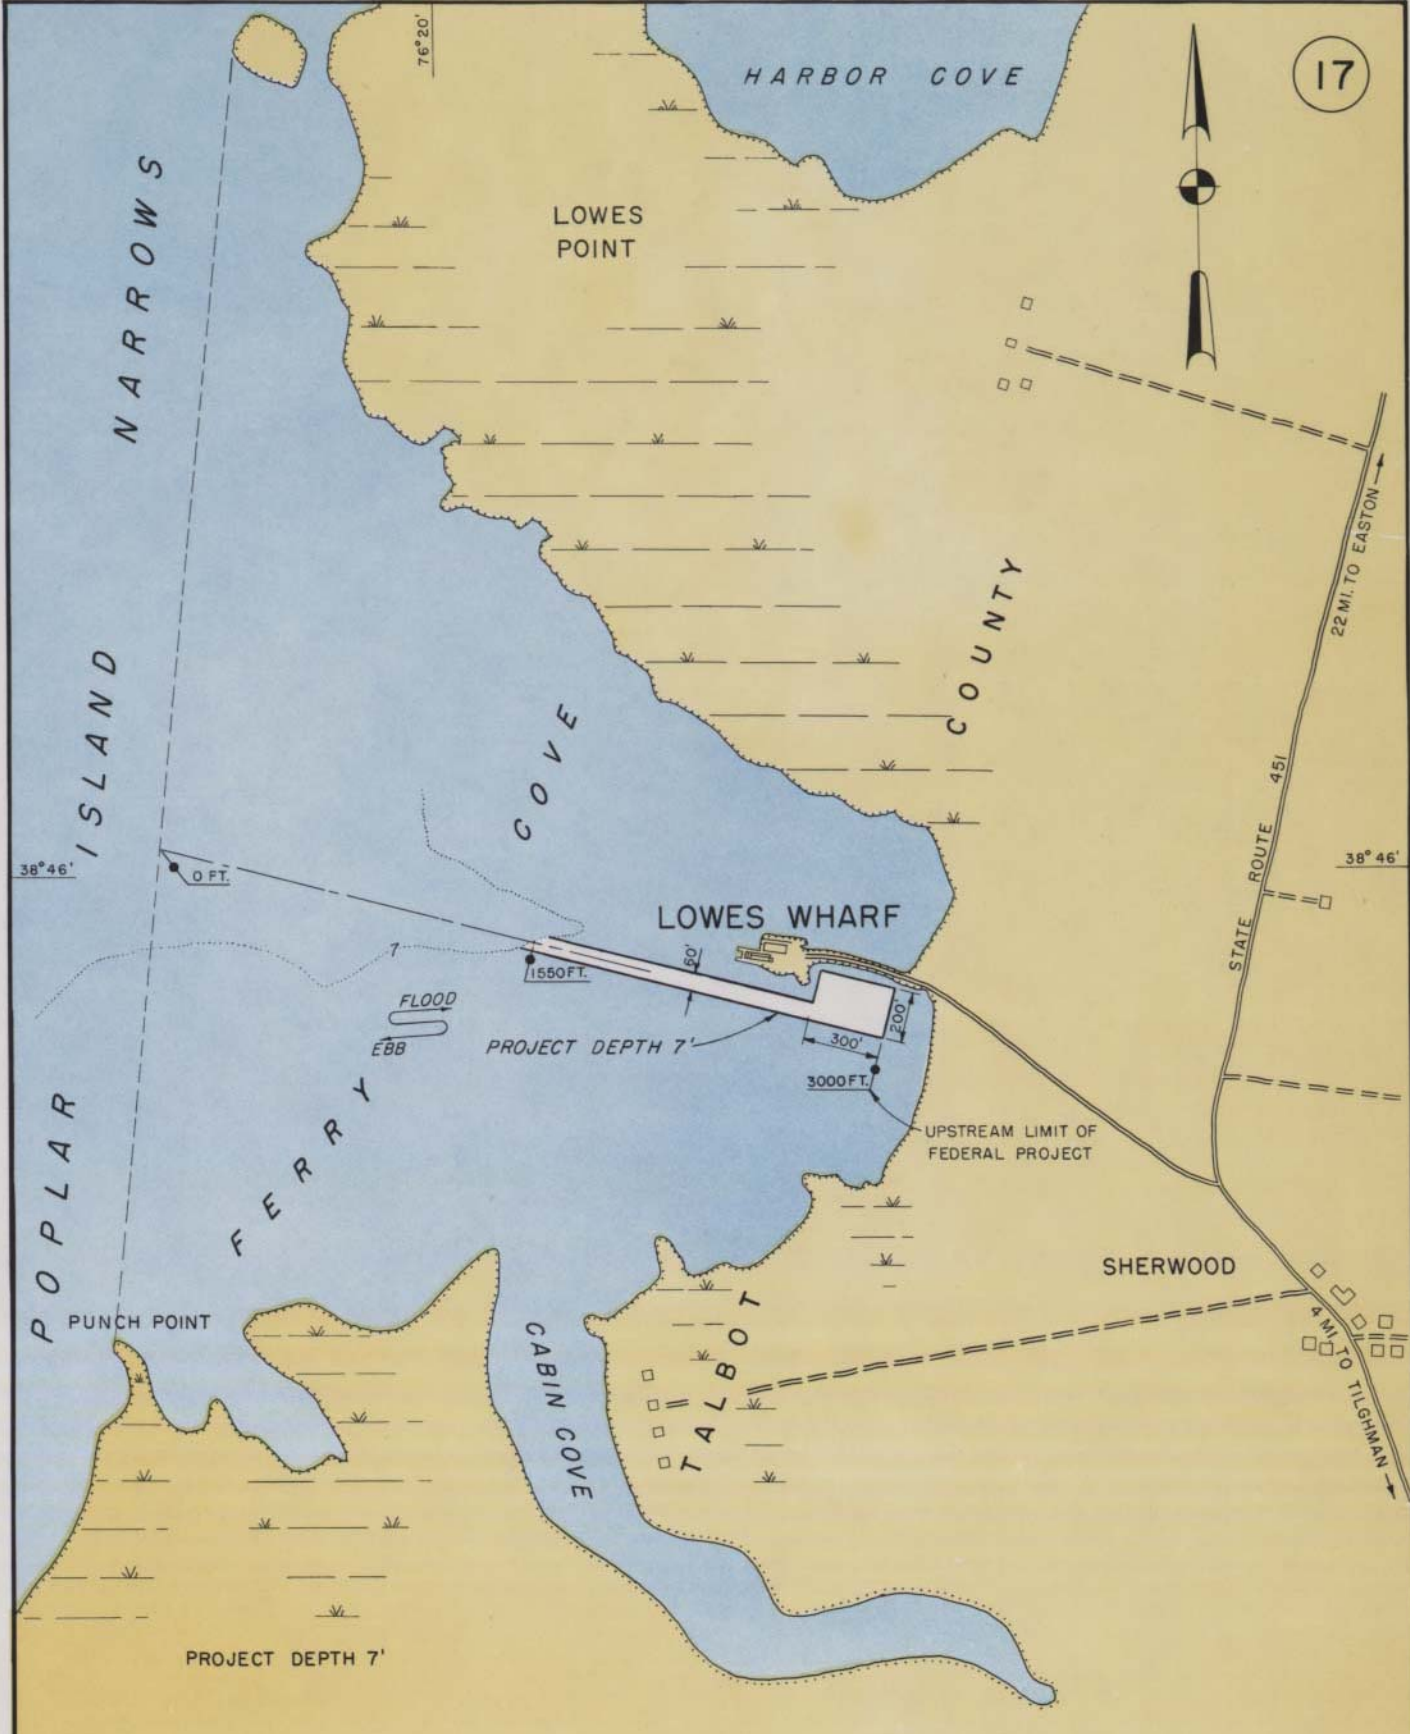 76°20'
HARBOR COVE
17
LOWES
POINT
NARROWS
ISLAND
POPLAR
COVE
FERRY
COUNTY
TALBOT
22 MI. TO EASTON
STATE ROUTE 451
38°46'
38°46'
0 FT.
LOWES WHARF
7
60'
1550 FT.
FLOOD
EBB
PROJECT DEPTH 7'
200'
300'
3000 FT.
UPSTREAM LIMIT OF
FEDERAL PROJECT
SHERWOOD
PUNCH POINT
4 MI. TO TILGHMAN
CABIN COVE
PROJECT DEPTH 7'